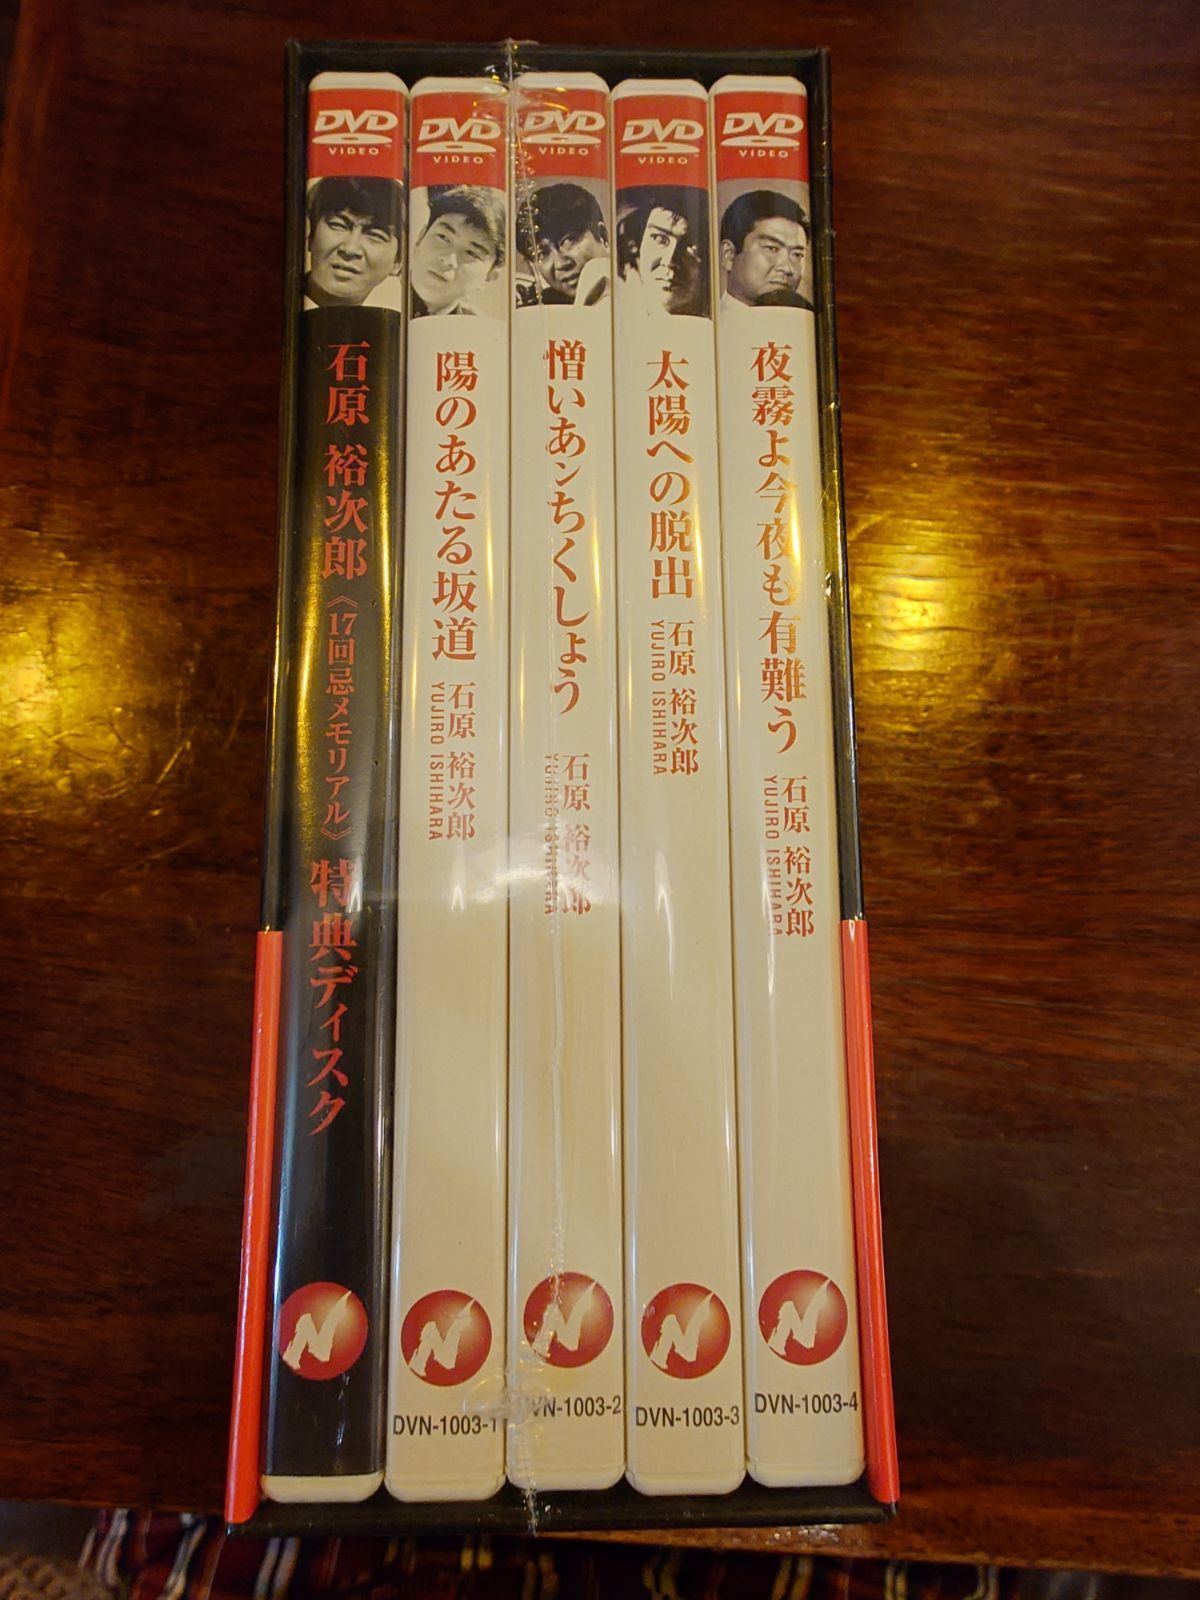 DVD
VIDEO
石原 裕次郎
《17回忌メモリアル》
特典ディスク
N
DVD
VIDEO
陽のあたる坂道
石原 裕次郎
YUJIRO ISHIHARA
N
DVN-1003-1
DVD
VIDEO
憎いあンちくしょう
石原 裕次郎
YUJIRO ISHIHARA
N
DVN-1003-2
DVD
VIDEO
太陽への脱出
石原 裕次郎
YUJIRO ISHIHARA
N
DVN-1003-3
DVD
VIDEO
夜霧よ今夜も有難う
石原 裕次郎
YUJIRO ISHIHARA
N
DVN-1003-4